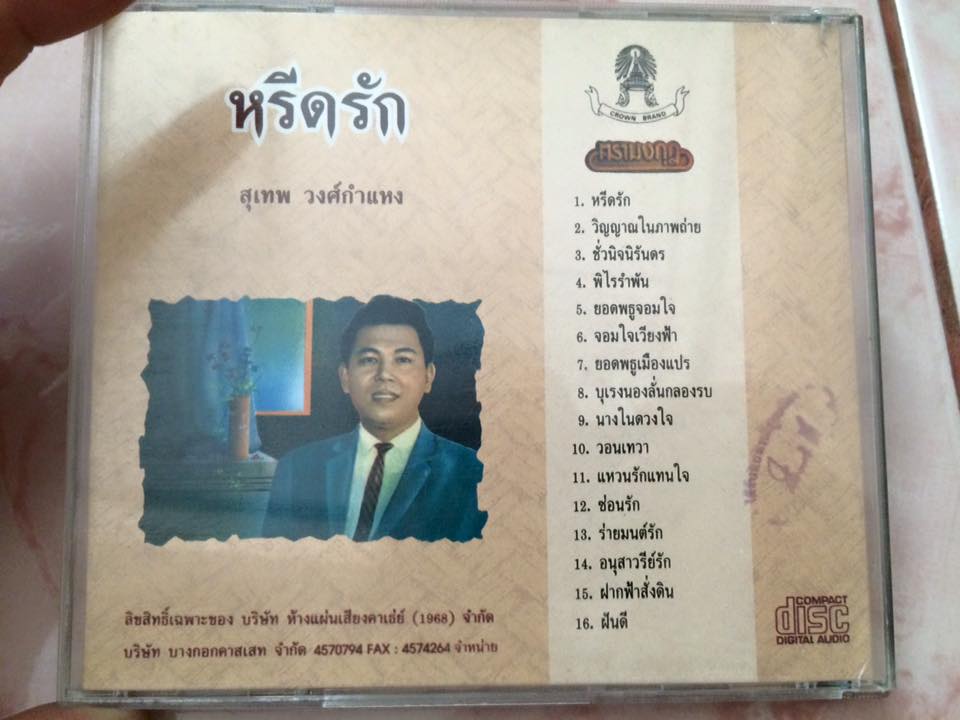 หรีดรัก
สุเทพ วงศ์กำแหง
CROWN BRAND
ตรามงกุฎ
1. หรีดรัก
2. วิญญาณในภาพถ่าย
3. ชั่วนิจนิรันดร
4. พิไรรำพัน
5. ยอดพธูจอมใจ
6. จอมใจเวียงฟ้า
7. ยอดพธูเมืองแปร
8. บุเรงนองลั่นกลองรบ
9. นางในดวงใจ
10. วอนเทวา
11. แหวนรักแทนใจ
12. ซ่อนรัก
13. ร่ายมนต์รัก
14. อนุสาวรีย์รัก
15. ฝากฟ้าสั่งดิน
16. ฝันดี
ลิขสิทธิ์เฉพาะของ บริษัท ห้างแผ่นเสียงคาเธ่ย์ (1968) จำกัด
บริษัท บางกอกคาสเสท จำกัด 4570794 FAX : 4574264 จำหน่าย
COMPACT
disc
DIGITAL AUDIO